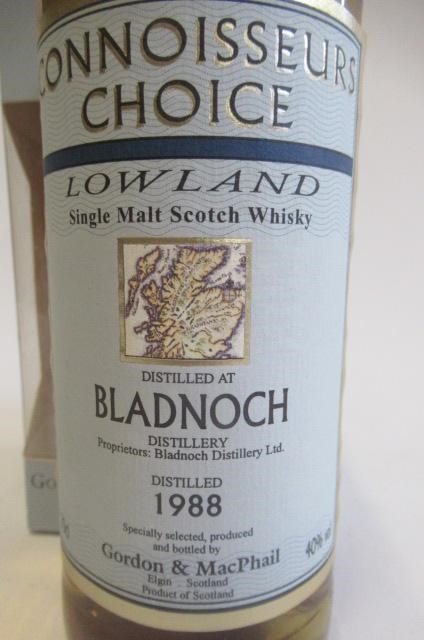 CONNOISSEURS
CHOICE
LOWLAND
Single Malt Scotch Whisky
DISTILLED AT
BLADNOCH
DISTILLERY
Proprietors: Bladnoch Distillery Ltd.
DISTILLED
1988
Specially selected, produced
and bottled by
Gordon & MacPhail
Elgin . Scotland
Product of Scotland
40%
Go